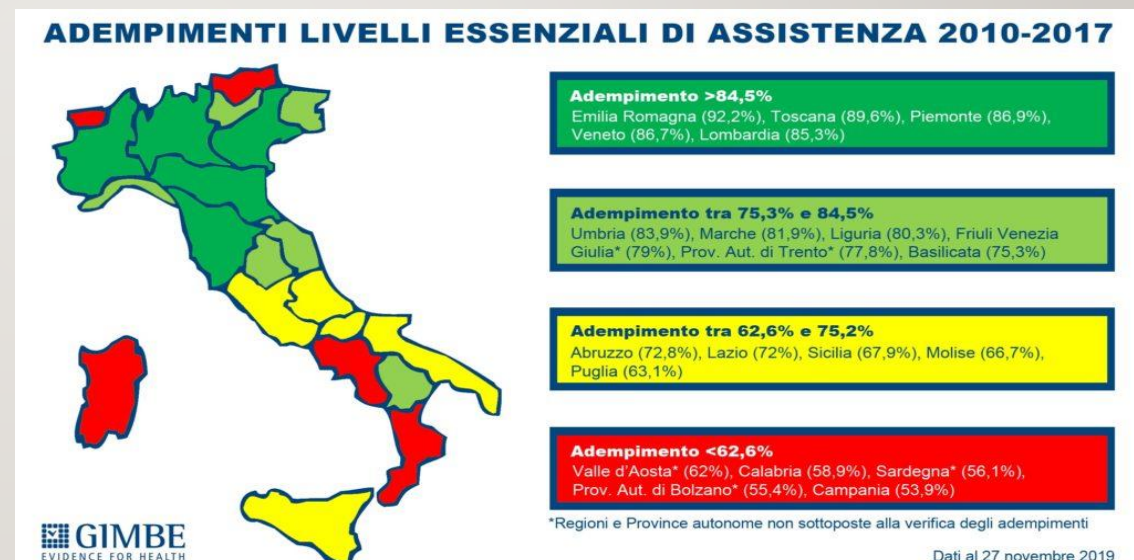 ADEMPIMENTI LIVELLI ESSENZIALI DI ASSISTENZA 2010-2017
Adempimento >84,5%
Emilia Romagna (92,2%), Toscana (89,6%), Piemonte (86,9%),
Veneto (86,7%), Lombardia (85,3%)
Adempimento tra 75,3% e 84,5%
Umbria (83,9%), Marche (81,9%), Liguria (80,3%), Friuli Venezia
Giulia* (79%), Prov. Aut. di Trento* (77,8%), Basilicata (75,3%)
Adempimento tra 62,6% e 75,2%
Abruzzo (72,8%), Lazio (72%), Sicilia (67,9%), Molise (66,7%),
Puglia (63,1%)
Adempimento <62,6%
Valle d'Aosta* (62%), Calabria (58,9%), Sardegna* (56,1%),
Prov. Aut. di Bolzano* (55,4%), Campania (53,9%)
*Regioni e Province autonome non sottoposte alla verifica degli adempimenti
GIMBE
EVIDENCE FOR HEALTH
Dati al 27 novembre 2019